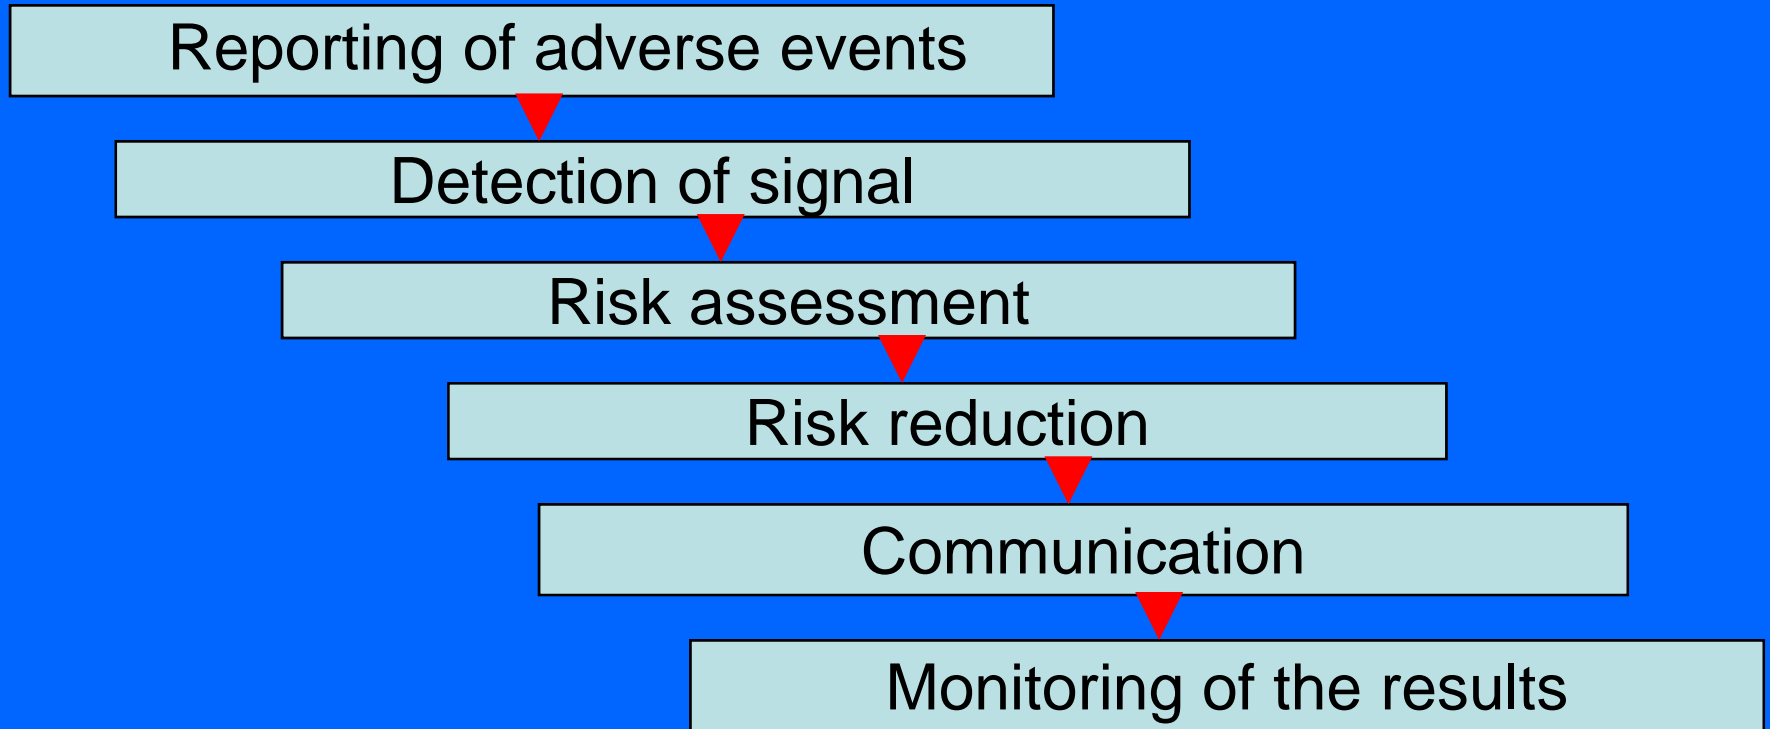 Reporting of adverse events
Detection of signal
Risk assessment
Risk reduction
Communication
Monitoring of the results